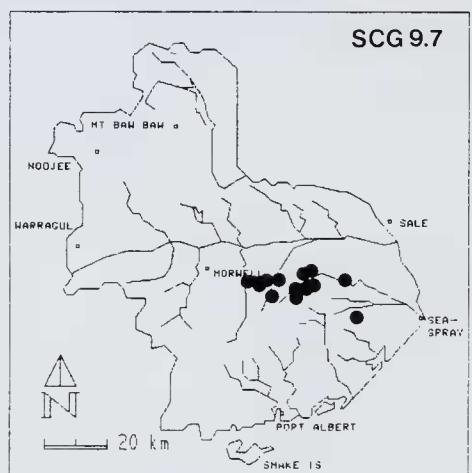 SCG 9.7
MT BAW BAW
NOOJEE
WARRAGUL
SALE
MORWELL
SEA-
SPRAY
N
20 km
PORT ALBERT
SNAKE IS